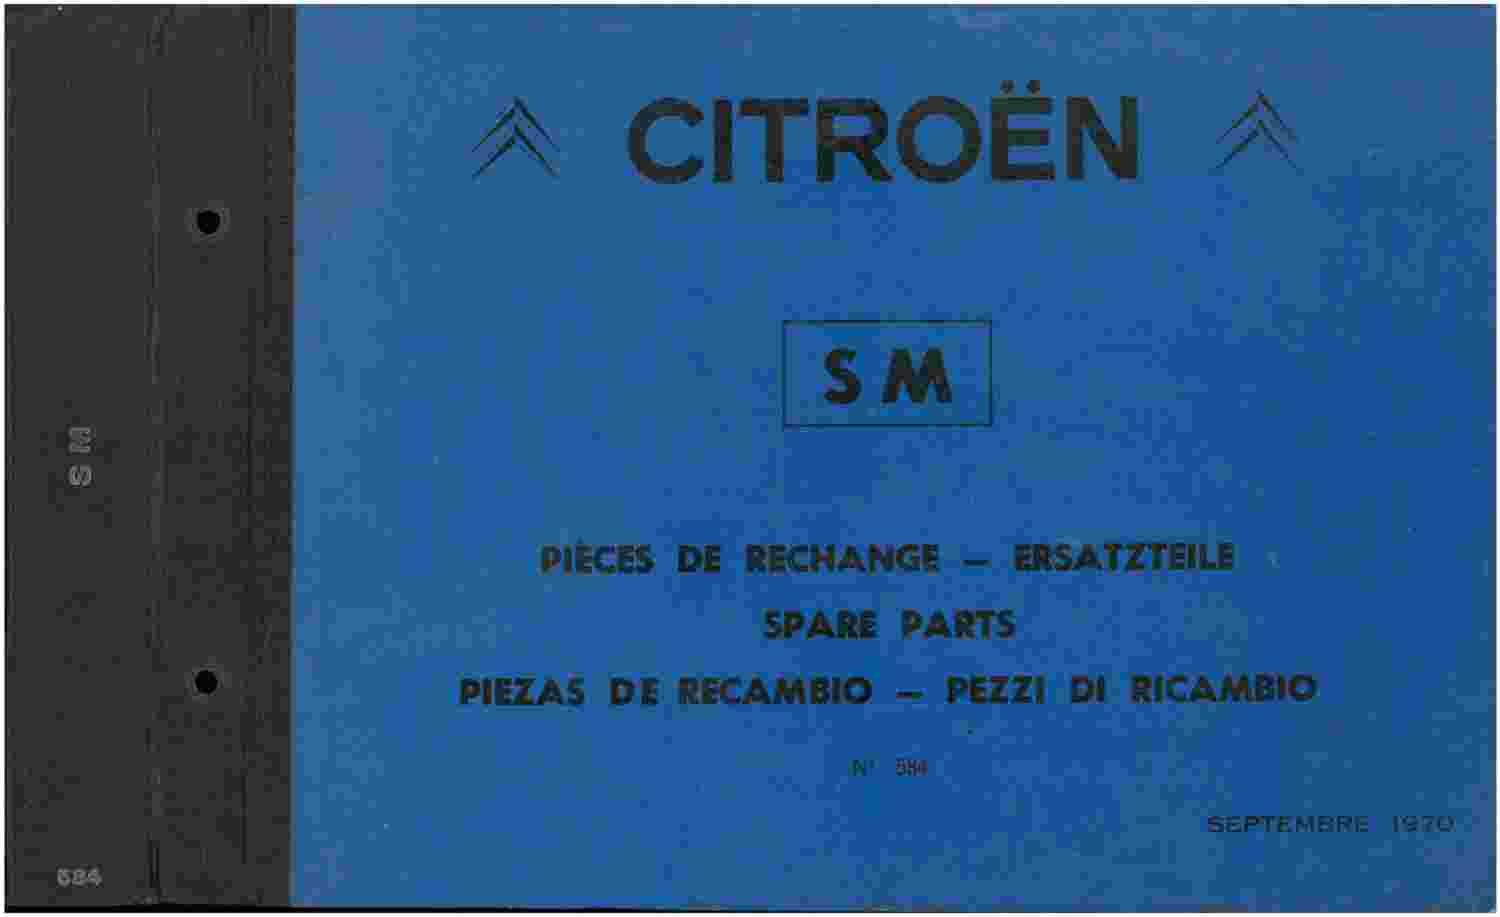 CITROËN
SM
SM
PIÈCES DE RECHANGE – ERSATZTEILE
SPARE PARTS
PIEZAS DE RECAMBIO – PEZZI DI RICAMBIO
N° 584
SEPTEMBRE 1970
584